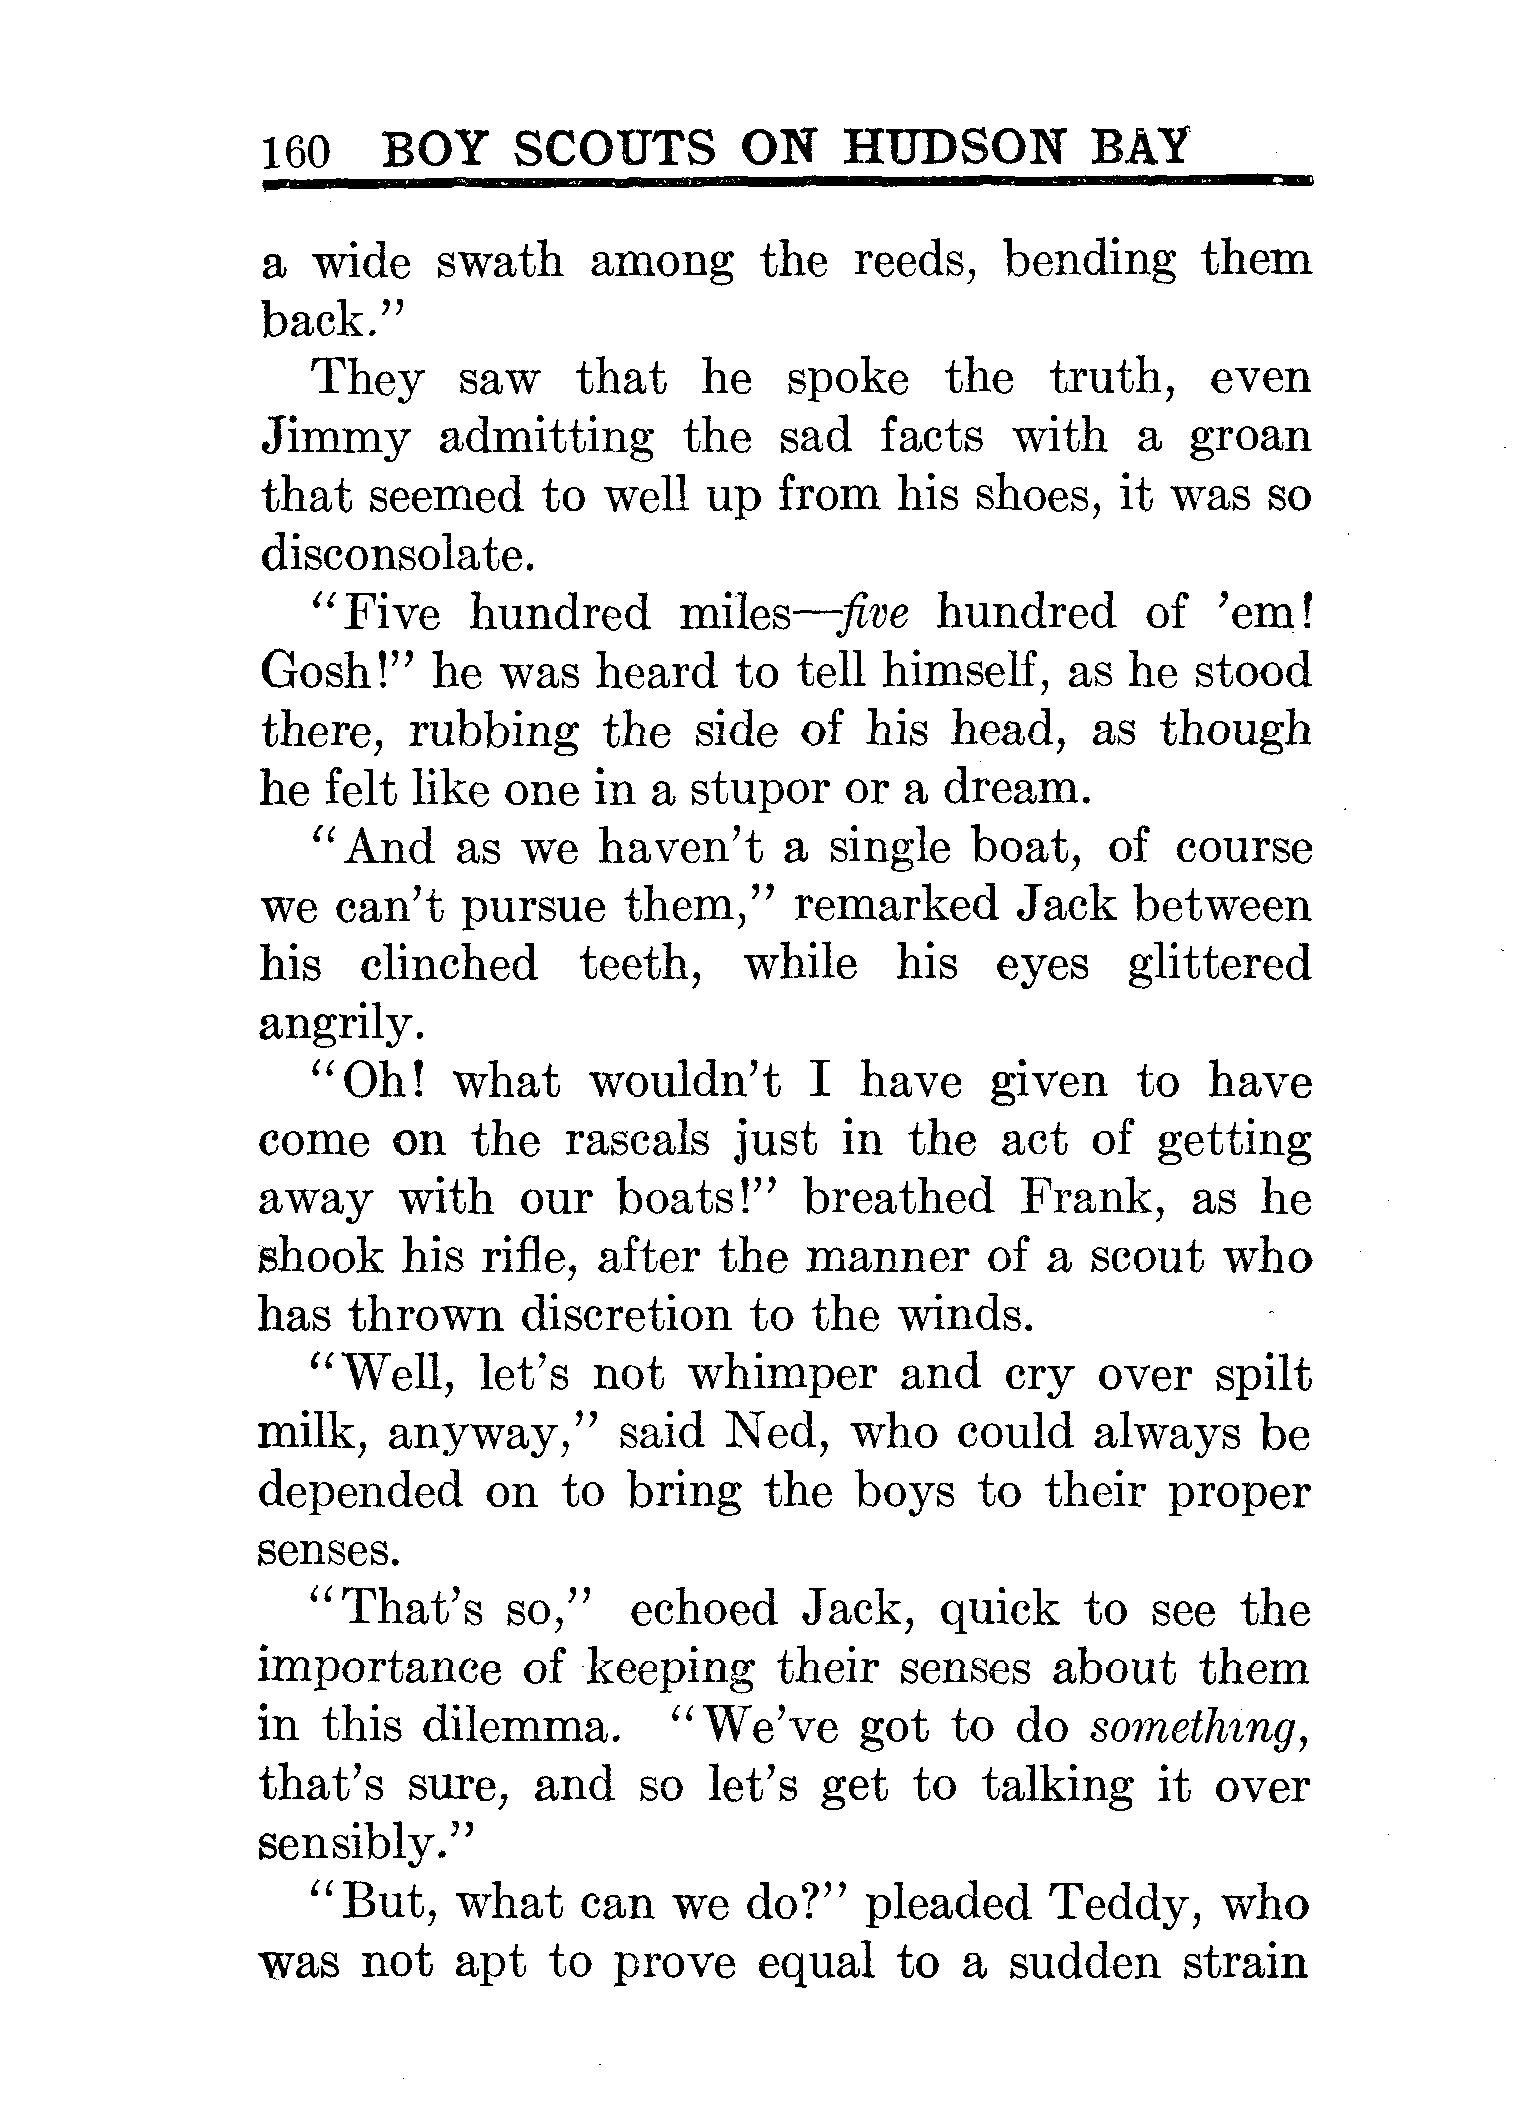 160 BOY SCOUTS ON HUDSON BAY
a wide swath among the reeds, bending them
back."
They saw that he spoke the truth, even
Jimmy admitting the sad facts with a groan
that seemed to well up from his shoes, it was so
disconsolate.
"Five hundred miles—five hundred of 'em!
Gosh!" he was heard to tell himself, as he stood
there, rubbing the side of his head, as though
he felt like one in a stupor or a dream.
"And as we haven't a single boat, of course
we can't pursue them," remarked Jack between
his clinched teeth, while his eyes glittered
angrily.
"Oh! what wouldn't I have given to have
come on the rascals just in the act of getting
away with our boats!" breathed Frank, as he
shook his rifle, after the manner of a scout who
has thrown discretion to the winds.
"Well, let's not whimper and cry over spilt
milk, anyway," said Ned, who could always be
depended on to bring the boys to their proper
senses.
"That's so," echoed Jack, quick to see the
importance of keeping their senses about them
in this dilemma. "We've got to do something,
that's sure, and so let's get to talking it over
sensibly."
"But, what can we do?" pleaded Teddy, who
was not apt to prove equal to a sudden strain